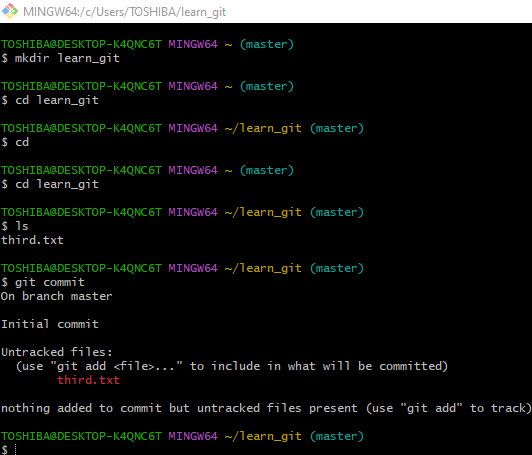 MINGW64:/c/Users/TOSHIBA/learn_git
TOSHIBA@DESKTOP-K4QNC6T MINGW64 ~ (master)
$ mkdir learn_git
TOSHIBA@DESKTOP-K4QNC6T MINGW64 ~ (master)
$ cd learn_git
TOSHIBA@DESKTOP-K4QNC6T MINGW64 ~/learn_git (master)
$ cd
TOSHIBA@DESKTOP-K4QNC6T MINGW64 ~ (master)
$ cd learn_git
TOSHIBA@DESKTOP-K4QNC6T MINGW64 ~/learn_git (master)
$ ls
third.txt
TOSHIBA@DESKTOP-K4QNC6T MINGW64 ~/learn_git (master)
$ git commit
On branch master
Initial commit
Untracked files:
(use "git add <file>..." to include in what will be committed)
third.txt
nothing added to commit but untracked files present (use "git add" to track)
TOSHIBA@DESKTOP-K4QNC6T MINGW64 ~/learn_git (master)
$